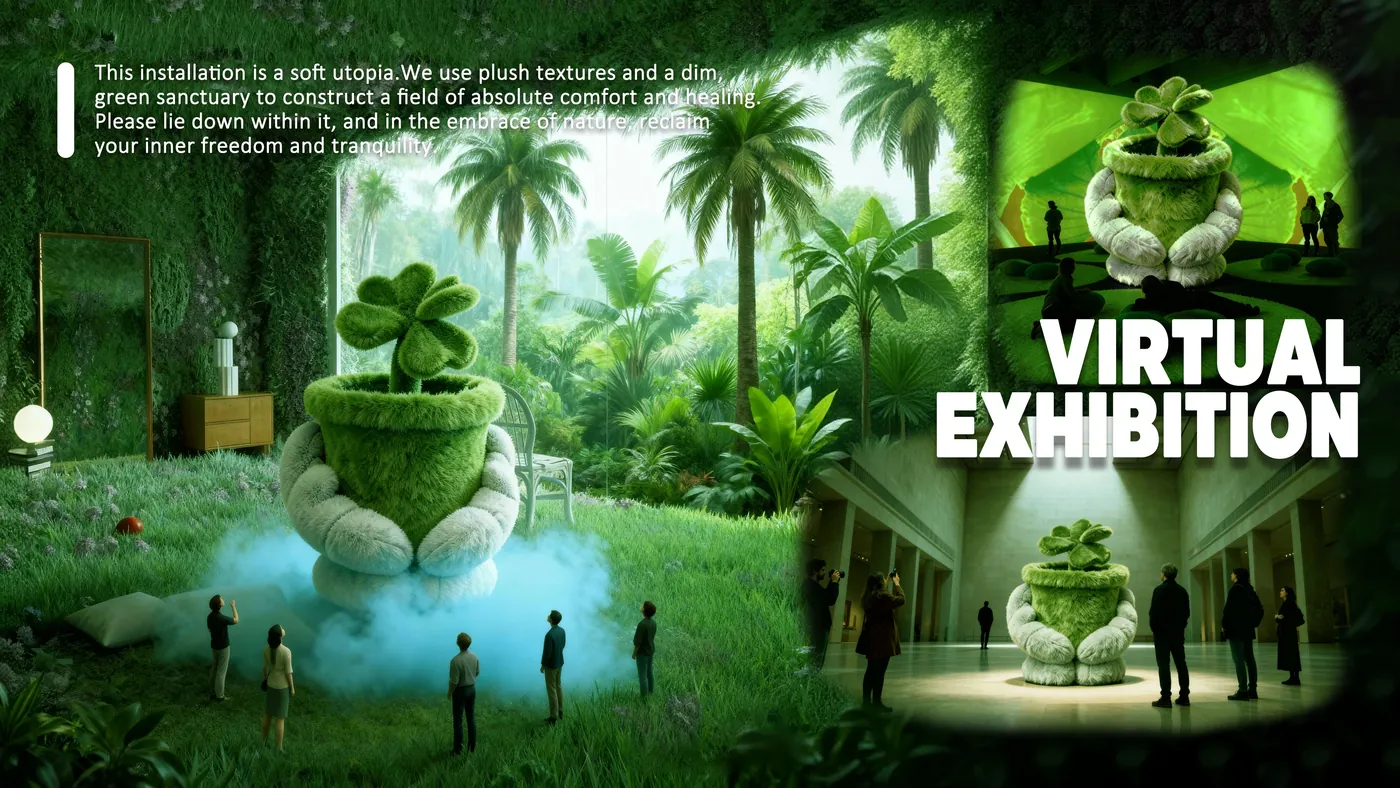 This installation is a soft utopia.We use plush textures and a dim,
green sanctuary to construct a field of absolute comfort and healing.
Please lie down within it, and in the embrace of nature, reclaim
your inner freedom and tranquility.
VIRTUAL
EXHIBITION